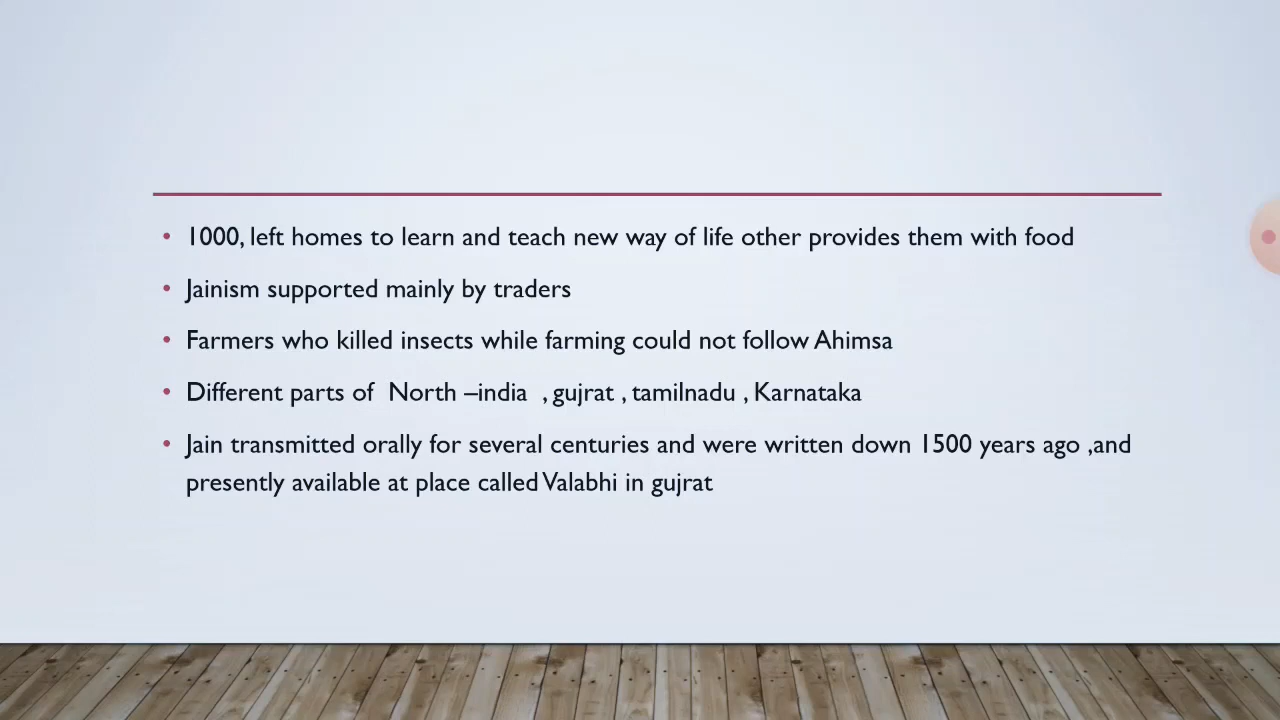 • 1000, left homes to learn and teach new way of life other provides them with food
• Jainism supported mainly by traders
• Farmers who killed insects while farming could not follow Ahimsa
• Different parts of North –india , gujrat , tamilnadu , Karnataka
• Jain transmitted orally for several centuries and were written down 1500 years ago ,and
presently available at place called Valabhi in gujrat